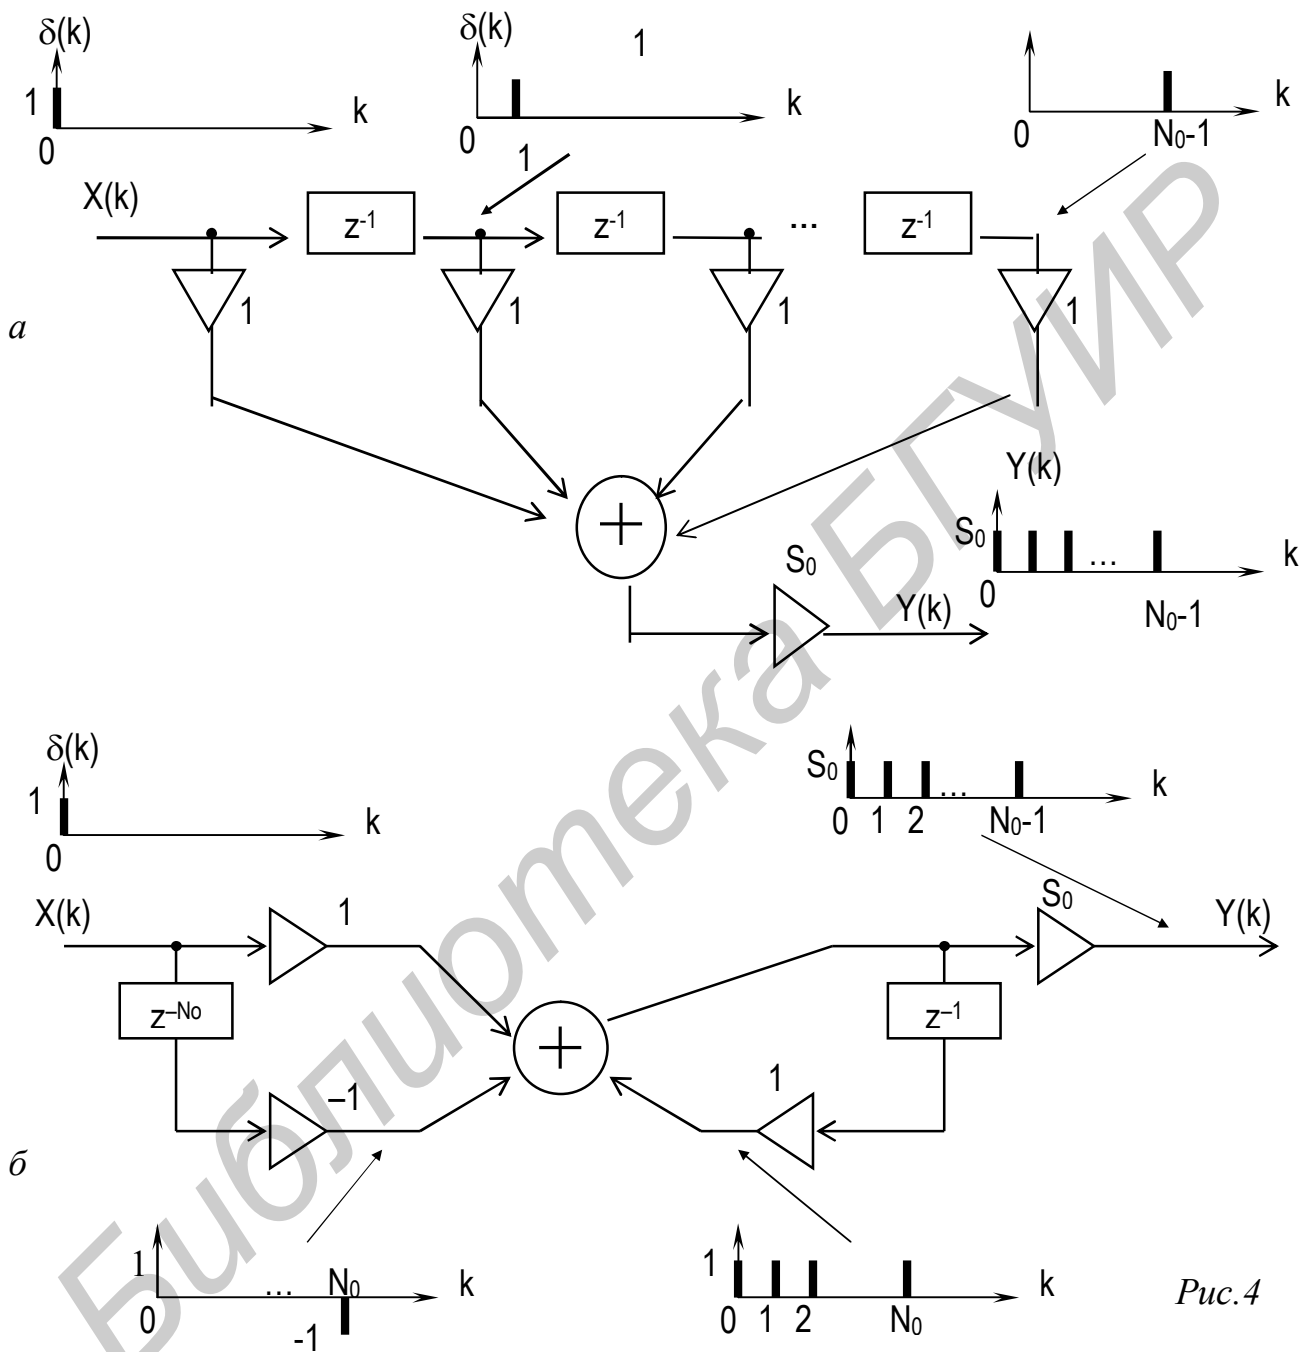 δ(k) δ(k) 1
1 k k k
0 0 0 N₀-1
1
X(k) z⁻¹ z⁻¹ ... z⁻¹
1 1 1 1
а
Y(k)
+ S₀ k
S₀ 0 ...
Y(k) N₀-1
δ(k)
1 k S₀ ... k
0 0 1 2 N₀-1
X(k) 1 S₀ Y(k)
z⁻ᴺᵒ + z⁻¹
–1 1
б
1 ... N₀ k 1 k
0 -1 0 1 2 N₀
Рис.4
Библиотека БГУИР